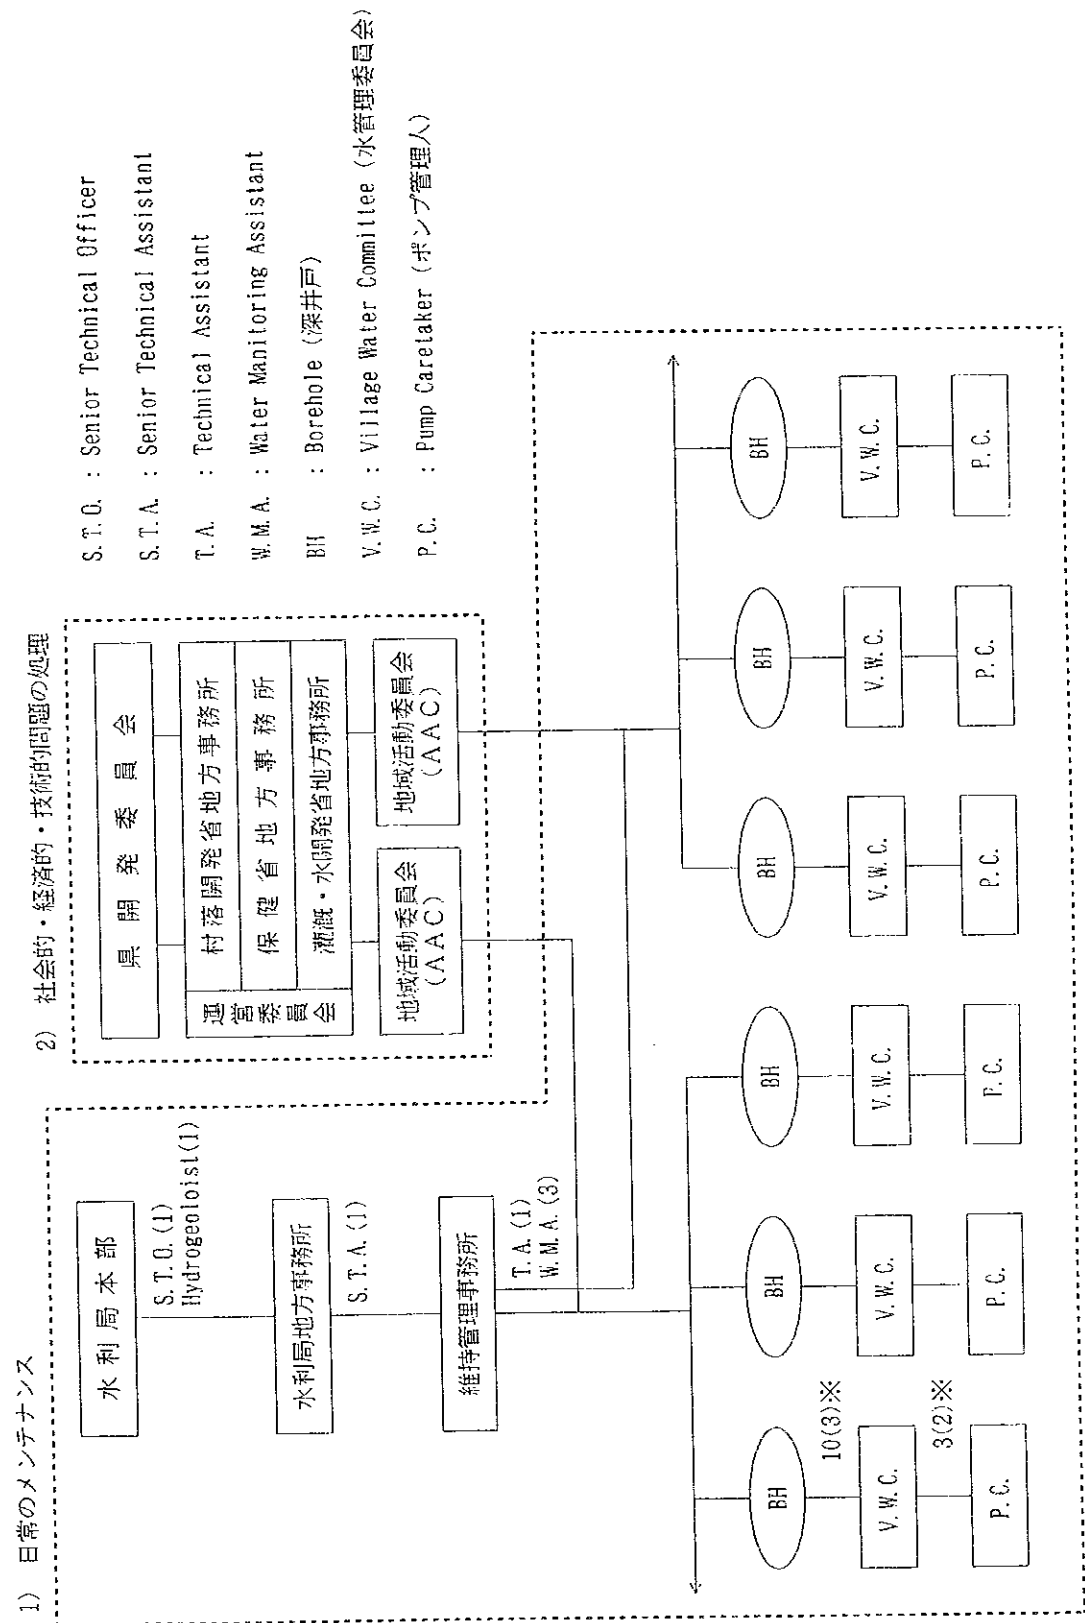 1) 日常のメンテナンス
水利局本部
S.T.O.(1)
Hydrogeoloist(1)
水利局地方事務所
S.T.A.(1)
維持管理事務所
T.A.(1)
W.M.A.(3)
2) 社会的・経済的・技術的問題の処理
県開発委員会
運営委員会
村落開発省地方事務所
保健省地方事務所
灌漑・水開発省地方事務所
地域活動委員会
(AAC)
地域活動委員会
(AAC)
S.T.O. : Senior Technical Officer
S.T.A. : Senior Technical Assistant
T.A. : Technical Assistant
W.M.A. : Water Manitoring Assistant
BH : Borehole (深井戸)
V.W.C. : Village Water Committee (水管理委員会)
P.C. : Pump Caretaker (ポンプ管理人)
BH
BH
BH
BH
BH
BH
10(3)※
V.W.C.
V.W.C.
V.W.C.
V.W.C.
V.W.C.
V.W.C.
3(2)※
P.C.
P.C.
P.C.
P.C.
P.C.
P.C.